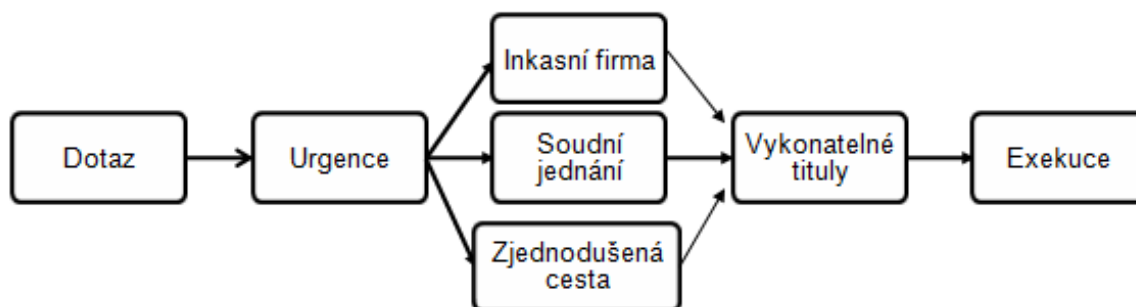 Dotaz
Urgence
Inkasní firma
Soudní
jednání
Zjednodušená
cesta
Vykonatelné
tituly
Exekuce